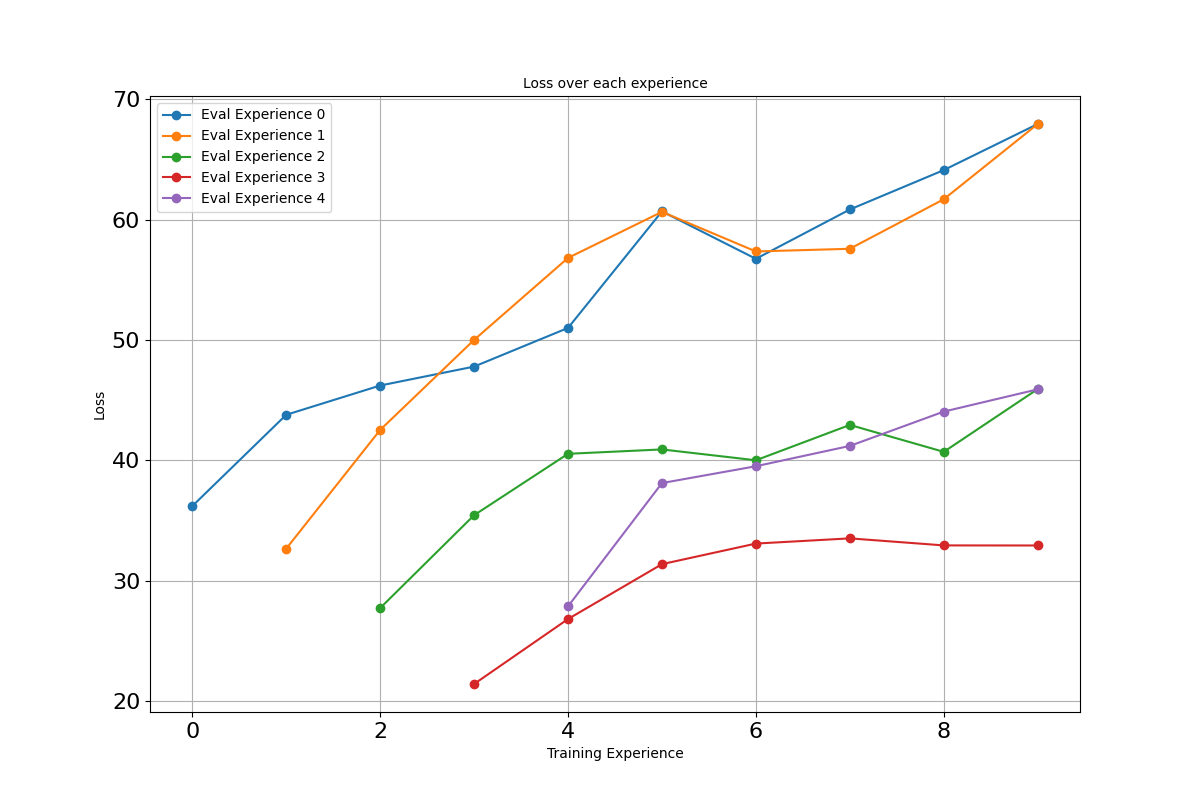 Loss over each experience
70
60
50
40
30
20
Loss
Eval Experience 0
Eval Experience 1
Eval Experience 2
Eval Experience 3
Eval Experience 4
0 2 4 6 8
Training Experience